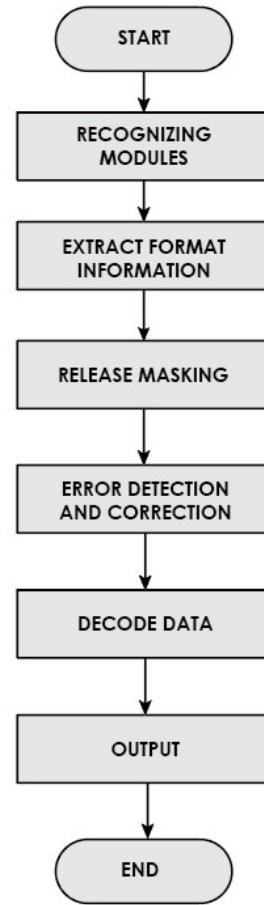 START
RECOGNIZING
MODULES
EXTRACT FORMAT
INFORMATION
RELEASE MASKING
ERROR DETECTION
AND CORRECTION
DECODE DATA
OUTPUT
END